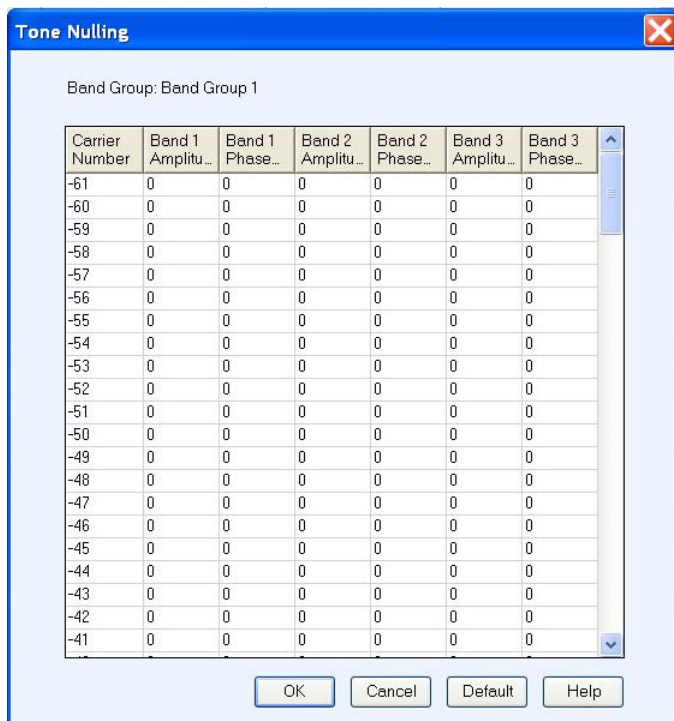 Tone Nulling
Band Group: Band Group 1
Carrier Number Band 1 Amplitu... Band 1 Phase... Band 2 Amplitu... Band 2 Phase... Band 3 Amplitu... Band 3 Phase...
-61 0 0 0 0 0 0
-60 0 0 0 0 0 0
-59 0 0 0 0 0 0
-58 0 0 0 0 0 0
-57 0 0 0 0 0 0
-56 0 0 0 0 0 0
-55 0 0 0 0 0 0
-54 0 0 0 0 0 0
-53 0 0 0 0 0 0
-52 0 0 0 0 0 0
-51 0 0 0 0 0 0
-50 0 0 0 0 0 0
-49 0 0 0 0 0 0
-48 0 0 0 0 0 0
-47 0 0 0 0 0 0
-46 0 0 0 0 0 0
-45 0 0 0 0 0 0
-44 0 0 0 0 0 0
-43 0 0 0 0 0 0
-42 0 0 0 0 0 0
-41 0 0 0 0 0 0
OK Cancel Default Help